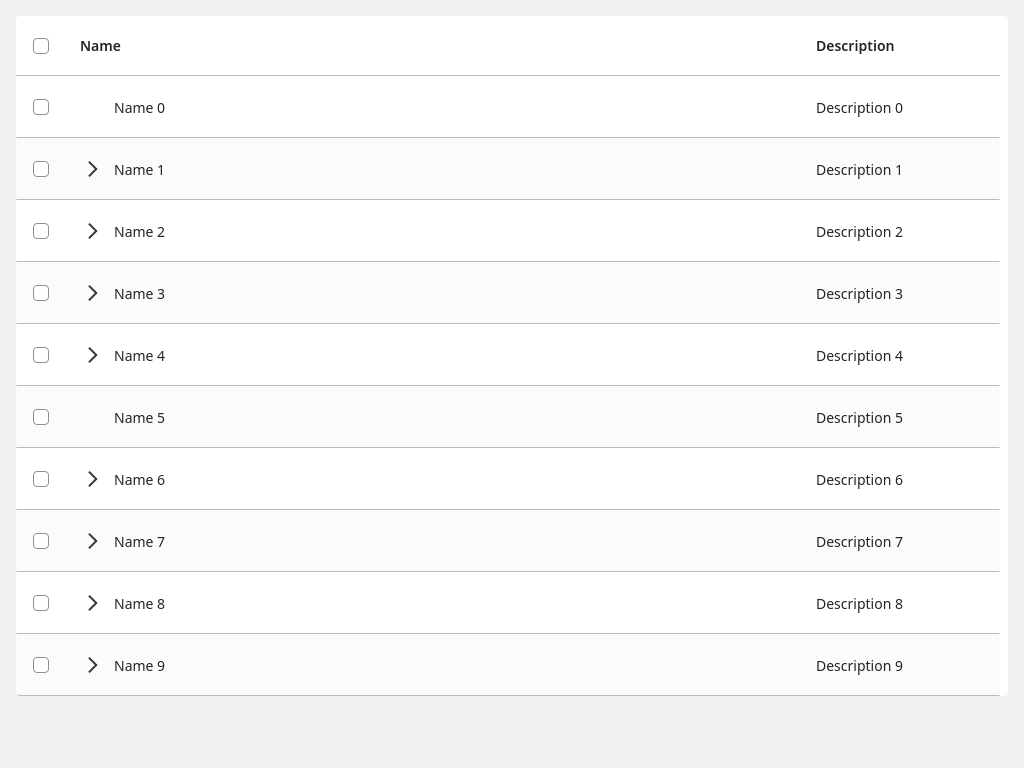 Name Description
Name 0 Description 0
Name 1 Description 1
Name 2 Description 2
Name 3 Description 3
Name 4 Description 4
Name 5 Description 5
Name 6 Description 6
Name 7 Description 7
Name 8 Description 8
Name 9 Description 9